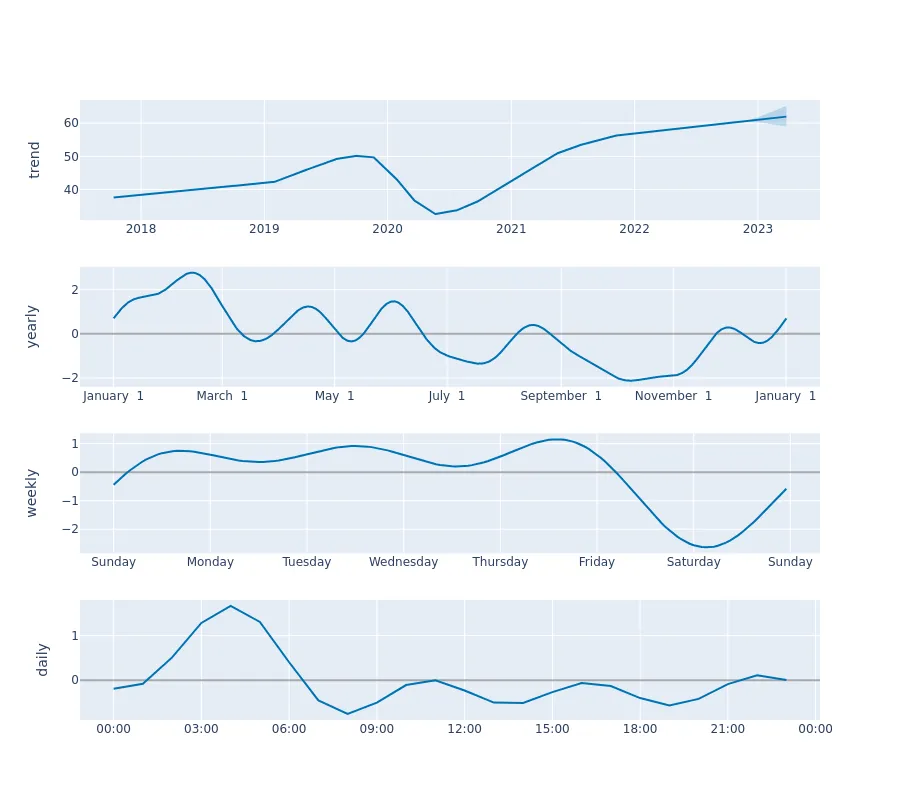 trend
60
50
40
2018 2019 2020 2021 2022 2023
yearly
2
0
−2
January 1 March 1 May 1 July 1 September 1 November 1 January 1
weekly
1
0
−1
−2
Sunday Monday Tuesday Wednesday Thursday Friday Saturday Sunday
daily
1
0
00:00 03:00 06:00 09:00 12:00 15:00 18:00 21:00 00:00